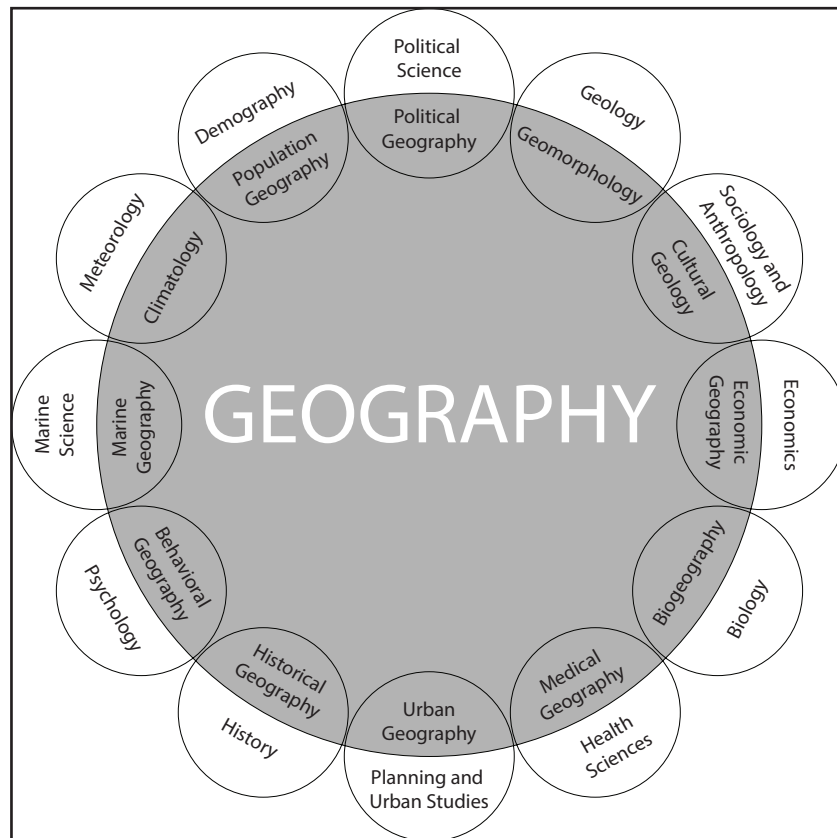 Political
Science
Political
Geography
Geology
Geomorphology
Sociology and
Anthropology
Cultural
Geology
Economics
Economic
Geography
Biology
Biogeography
Health
Sciences
Medical
Geography
Urban
Geography
Planning and
Urban Studies
Historical
Geography
History
Behavioral
Geography
Psychology
Marine
Science
Marine
Geography
Meteorology
Climatology
Demography
Population
Geography
GEOGRAPHY